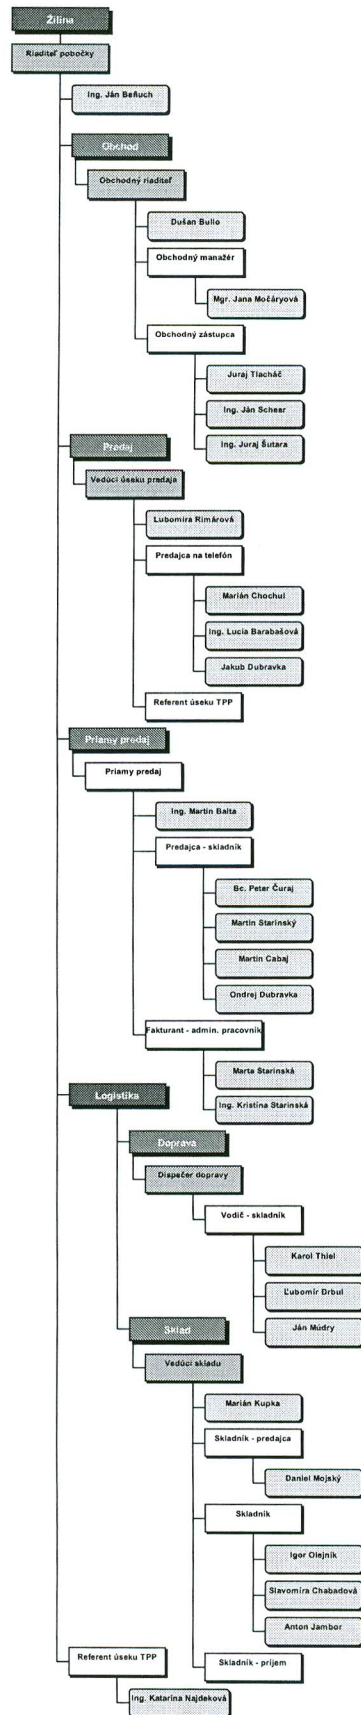 Žilina
Riaditeľ pobočky
Ing. Ján Beňuch
Obchod
Obchodný riaditeľ
Dušan Bullo
Obchodný manažér
Mgr. Jana Močáryová
Obchodný zástupca
Juraj Tlacháč
Ing. Ján Scheer
Ing. Juraj Šutara
Predaj
Vedúci úseku predaja
Lubomíra Rimárová
Predajca na telefón
Marián Chochul
Ing. Lucia Barabašová
Jakub Dubravka
Referent úseku TPP
Priamy predaj
Priamy predaj
Ing. Martin Balta
Predajca - skladník
Bc. Peter Čuraj
Martin Starinský
Martin Cabaj
Ondrej Dubravka
Fakturant - admin. pracovník
Marta Starinská
Ing. Kristína Starinská
Logistika
Doprava
Dispečer dopravy
Vodič - skladník
Karol Thiel
Ľubomír Drbul
Ján Múdry
Sklad
Vedúci skladu
Marián Kupka
Skladník - predajca
Daniel Mojský
Skladník
Igor Olejník
Slavomíra Chabadová
Anton Jambor
Skladník - príjem
Referent úseku TPP
Ing. Katarína Najdeková